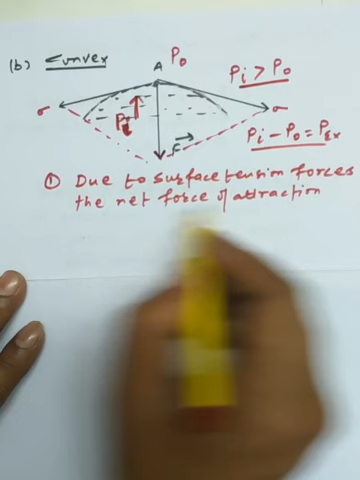 (b) Convex
A P₀
Pᵢ > P₀
σ σ
Pᵢ
F
Pᵢ - P₀ = Pₑₓ
① Due to surface tension forces
the net force of attraction